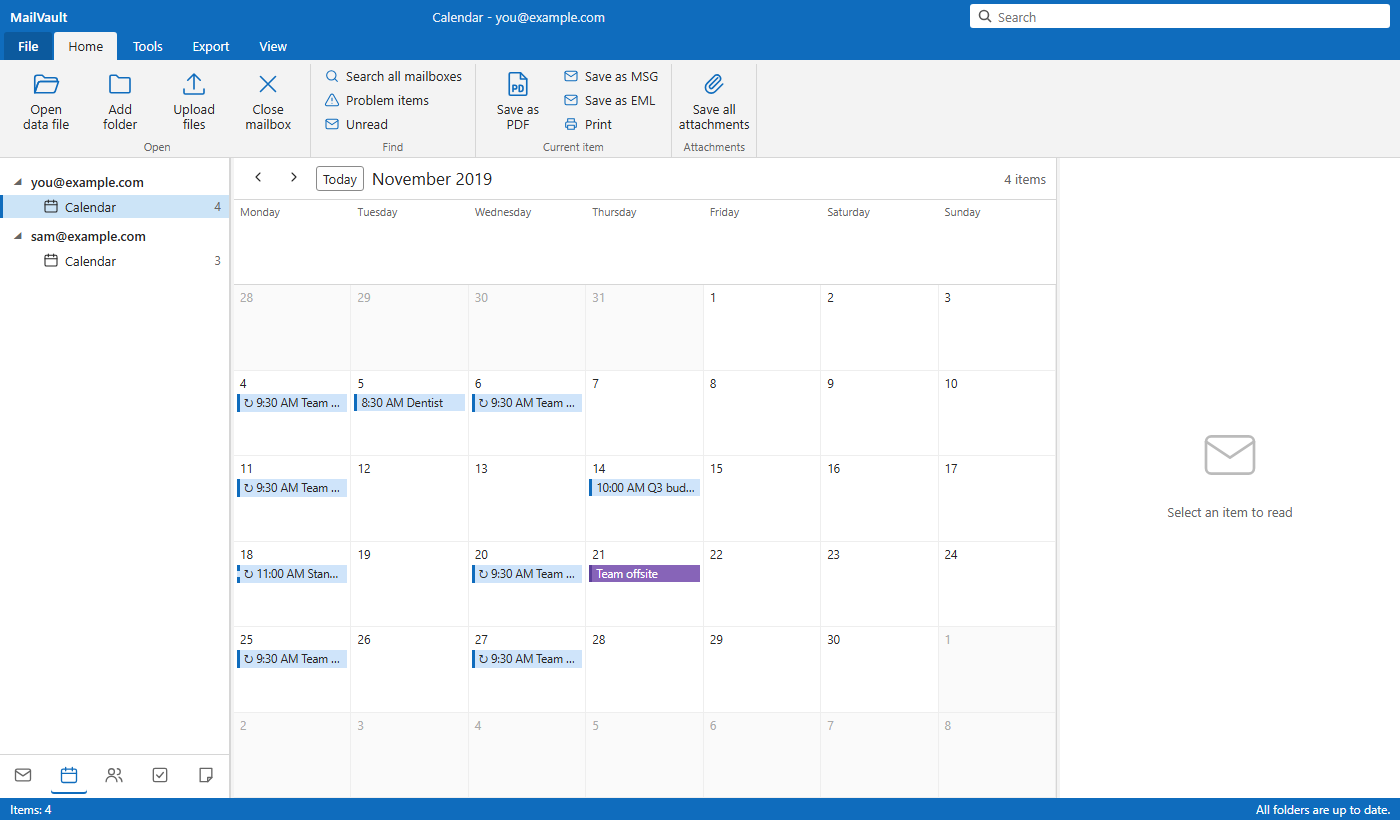 MailVault
Calendar - you@example.com
Search
File
Home
Tools
Export
View
Open data file
Add folder
Upload files
Close mailbox
Open
Search all mailboxes
Problem items
Unread
Find
Save as PDF
Save as MSG
Save as EML
Print
Current item
Save all attachments
Attachments
you@example.com
Calendar 4
sam@example.com
Calendar 3
Today
November 2019
4 items
Monday Tuesday Wednesday Thursday Friday Saturday Sunday
28 29 30 31 1 2 3
4 5 6 7 8 9 10
9:30 AM Team ...
8:30 AM Dentist
9:30 AM Team ...
11 12 13 14 15 16 17
9:30 AM Team ...
10:00 AM Q3 bud...
18 19 20 21 22 23 24
11:00 AM Stan...
9:30 AM Team ...
Team offsite
25 26 27 28 29 30 1
9:30 AM Team ...
9:30 AM Team ...
2 3 4 5 6 7 8
Select an item to read
Items: 4
All folders are up to date.